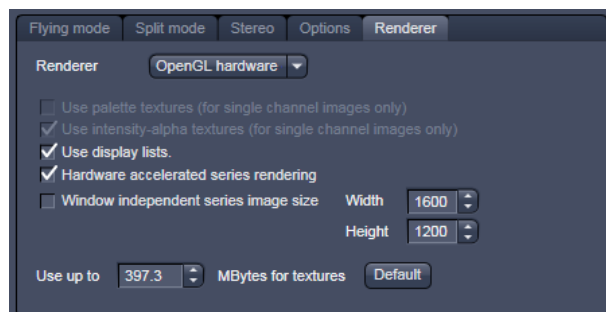 Flying mode Split mode Stereo Options Renderer
Renderer OpenGL hardware
Use palette textures (for single channel images only)
Use intensity-alpha textures (for single channel images only)
Use display lists.
Hardware accelerated series rendering
Window independent series image size Width 1600
Height 1200
Use up to 397.3 MBytes for textures Default